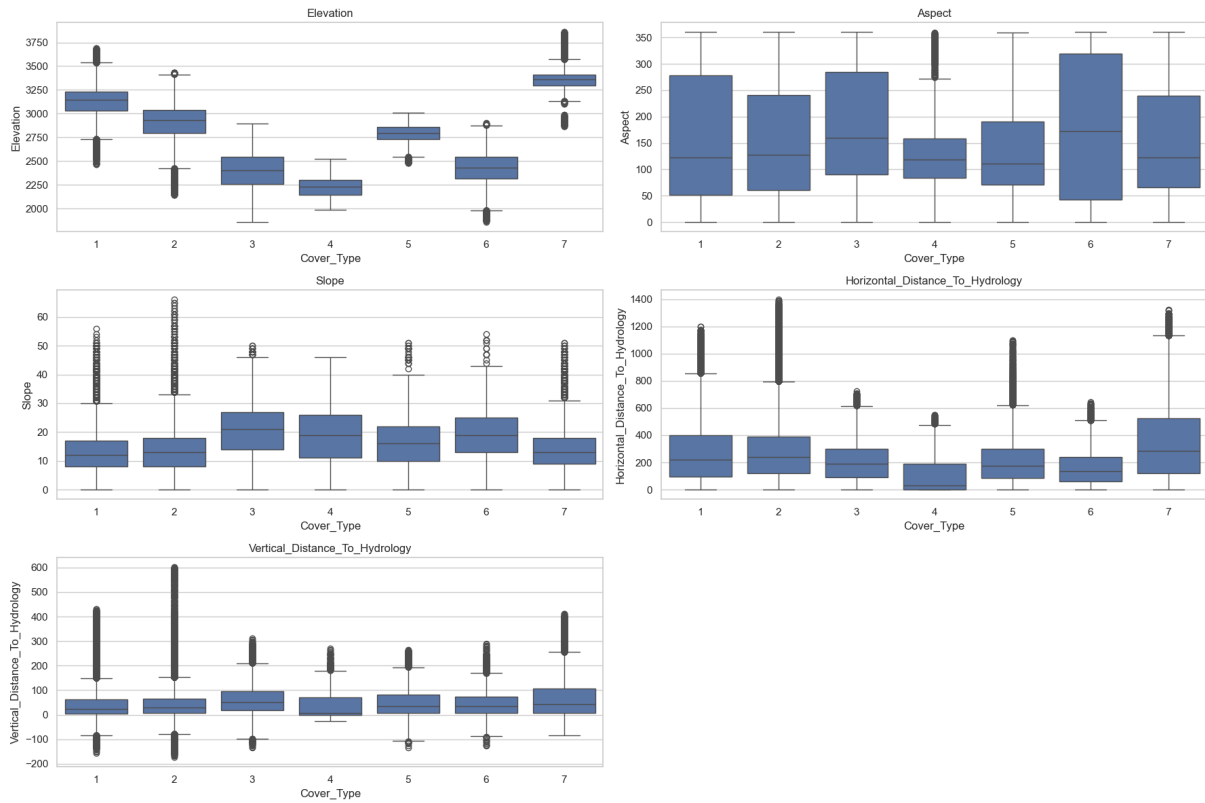 Elevation
3750
3500
3250
3000
2750
2500
2250
2000
Elevation
1 2 3 4 5 6 7
Cover_Type
Aspect
350
300
250
200
150
100
50
0
Aspect
1 2 3 4 5 6 7
Cover_Type
Slope
60
50
40
30
20
10
0
Slope
1 2 3 4 5 6 7
Cover_Type
Horizontal_Distance_To_Hydrology
1400
1200
1000
800
600
400
200
0
Horizontal_Distance_To_Hydrology
1 2 3 4 5 6 7
Cover_Type
Vertical_Distance_To_Hydrology
600
500
400
300
200
100
0
−100
−200
Vertical_Distance_To_Hydrology
1 2 3 4 5 6 7
Cover_Type